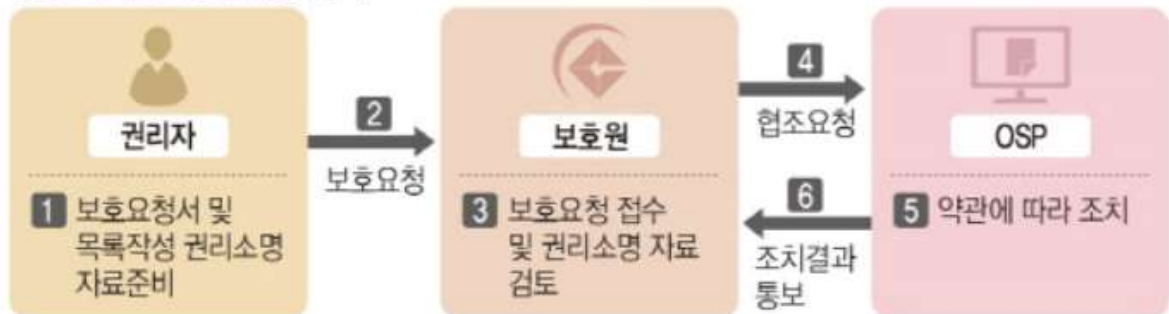 권리자
1 보호요청서 및
목록작성 권리소명
자료준비
2
보호요청
보호원
3 보호요청 접수
및 권리소명 자료
검토
4
협조요청
OSP
5 약관에 따라 조치
6
조치결과
통보